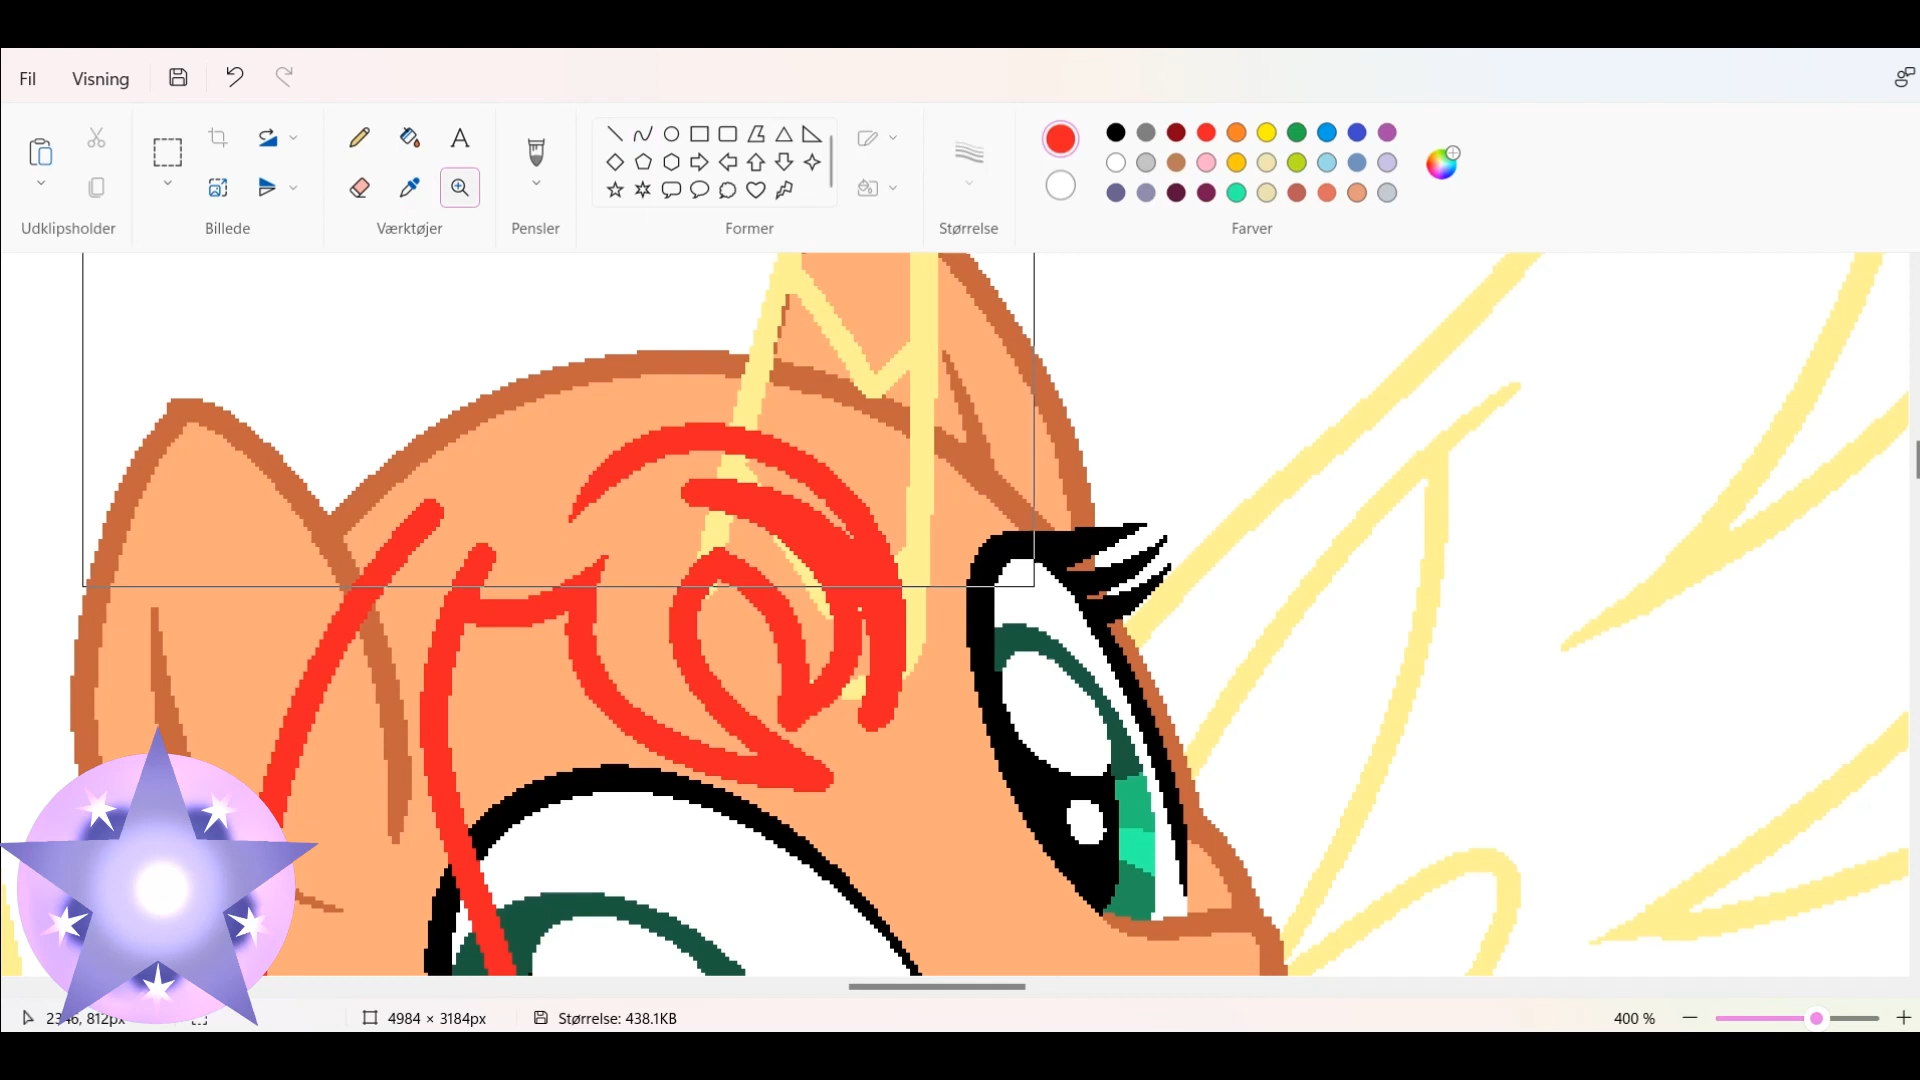 Fil Visning
Udklipsholder Billede Værktøjer Pensler Former Størrelse Farver
4984 × 3184px Størrelse: 438.1KB 400 %